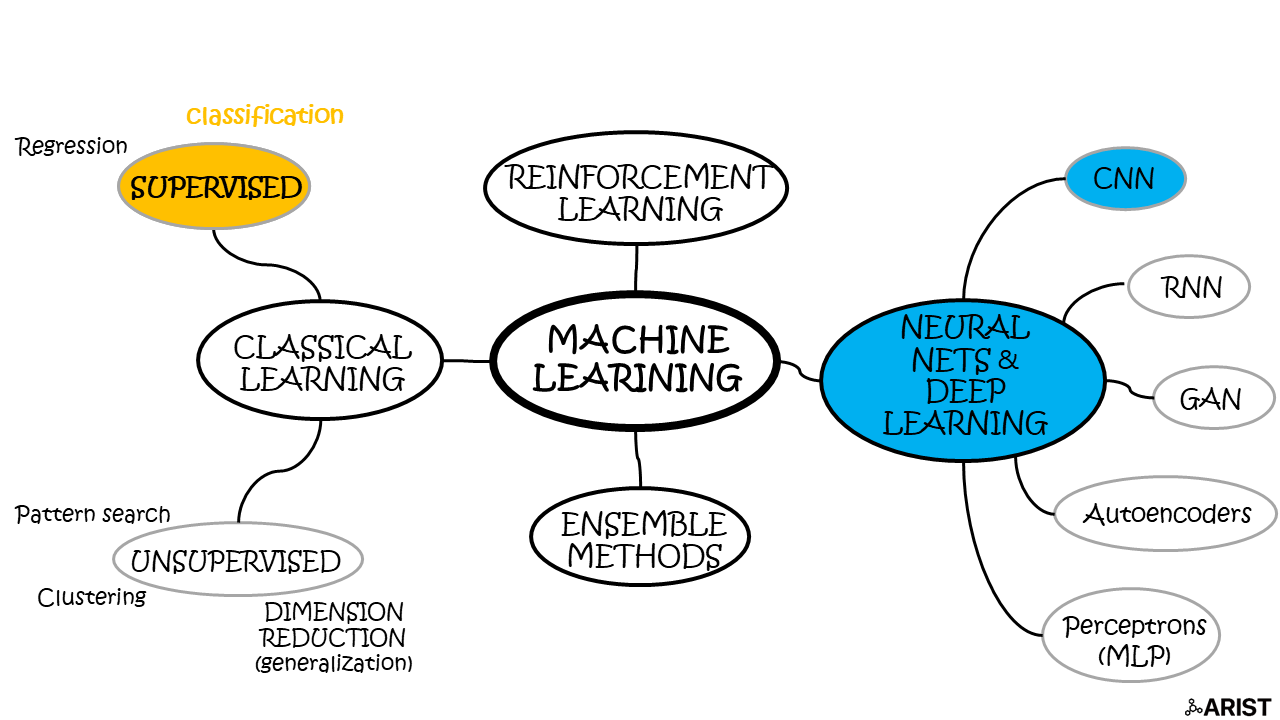 classification
Regression
SUPERVISED
REINFORCEMENT
LEARNING
CNN
RNN
MACHINE
LEARINING
CLASSICAL
LEARNING
NEURAL
NETS &
DEEP
LEARNING
GAN
Pattern search
UNSUPERVISED
Clustering
DIMENSION
REDUCTION
(generalization)
ENSEMBLE
METHODS
Autoencoders
Perceptrons
(MLP)
ARIST